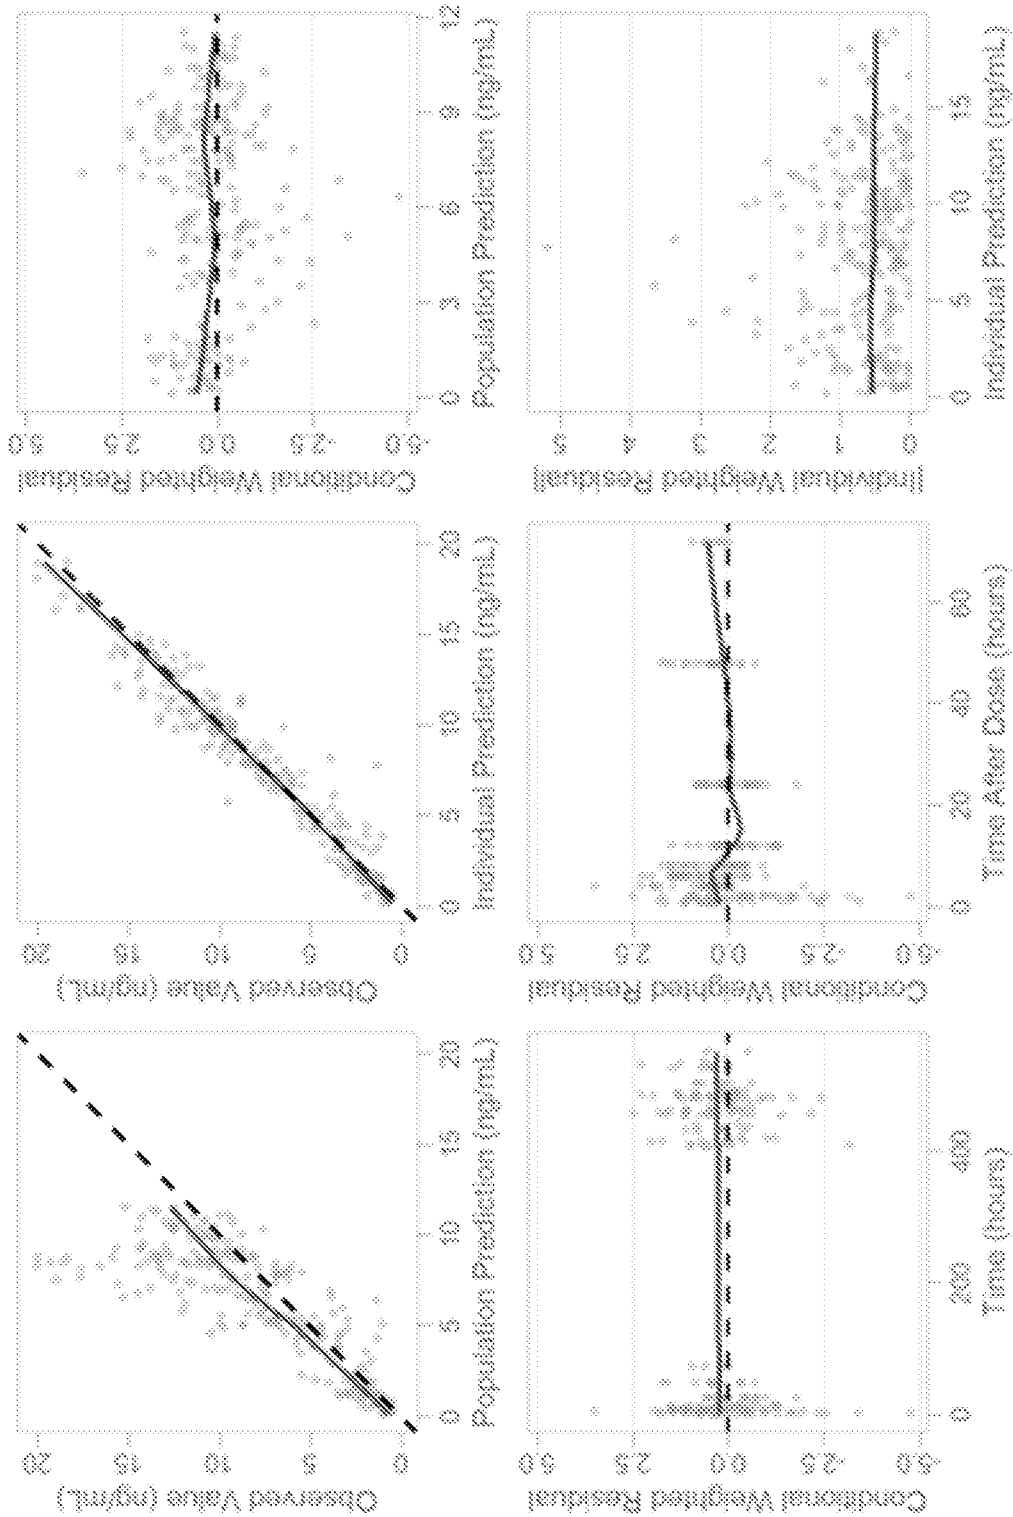 Observed Value (ng/mL)
20
15
10
5
0
0 5 10 15 20
Population Prediction (ng/mL)
Observed Value (ng/mL)
20
15
10
5
0
0 5 10 15 20
Individual Prediction (ng/mL)
Conditional Weighted Residual
5.0
2.5
0.0
-2.5
-5.0
0 3 6 9 12
Population Prediction (ng/mL)
Conditional Weighted Residual
5.0
2.5
0.0
-2.5
-5.0
0 200 400
Time (hours)
Conditional Weighted Residual
5.0
2.5
0.0
-2.5
-5.0
0 20 40 60
Time After Dose (hours)
|Individual Weighted Residual|
5
4
3
2
1
0
0 5 10 15
Individual Prediction (ng/mL)